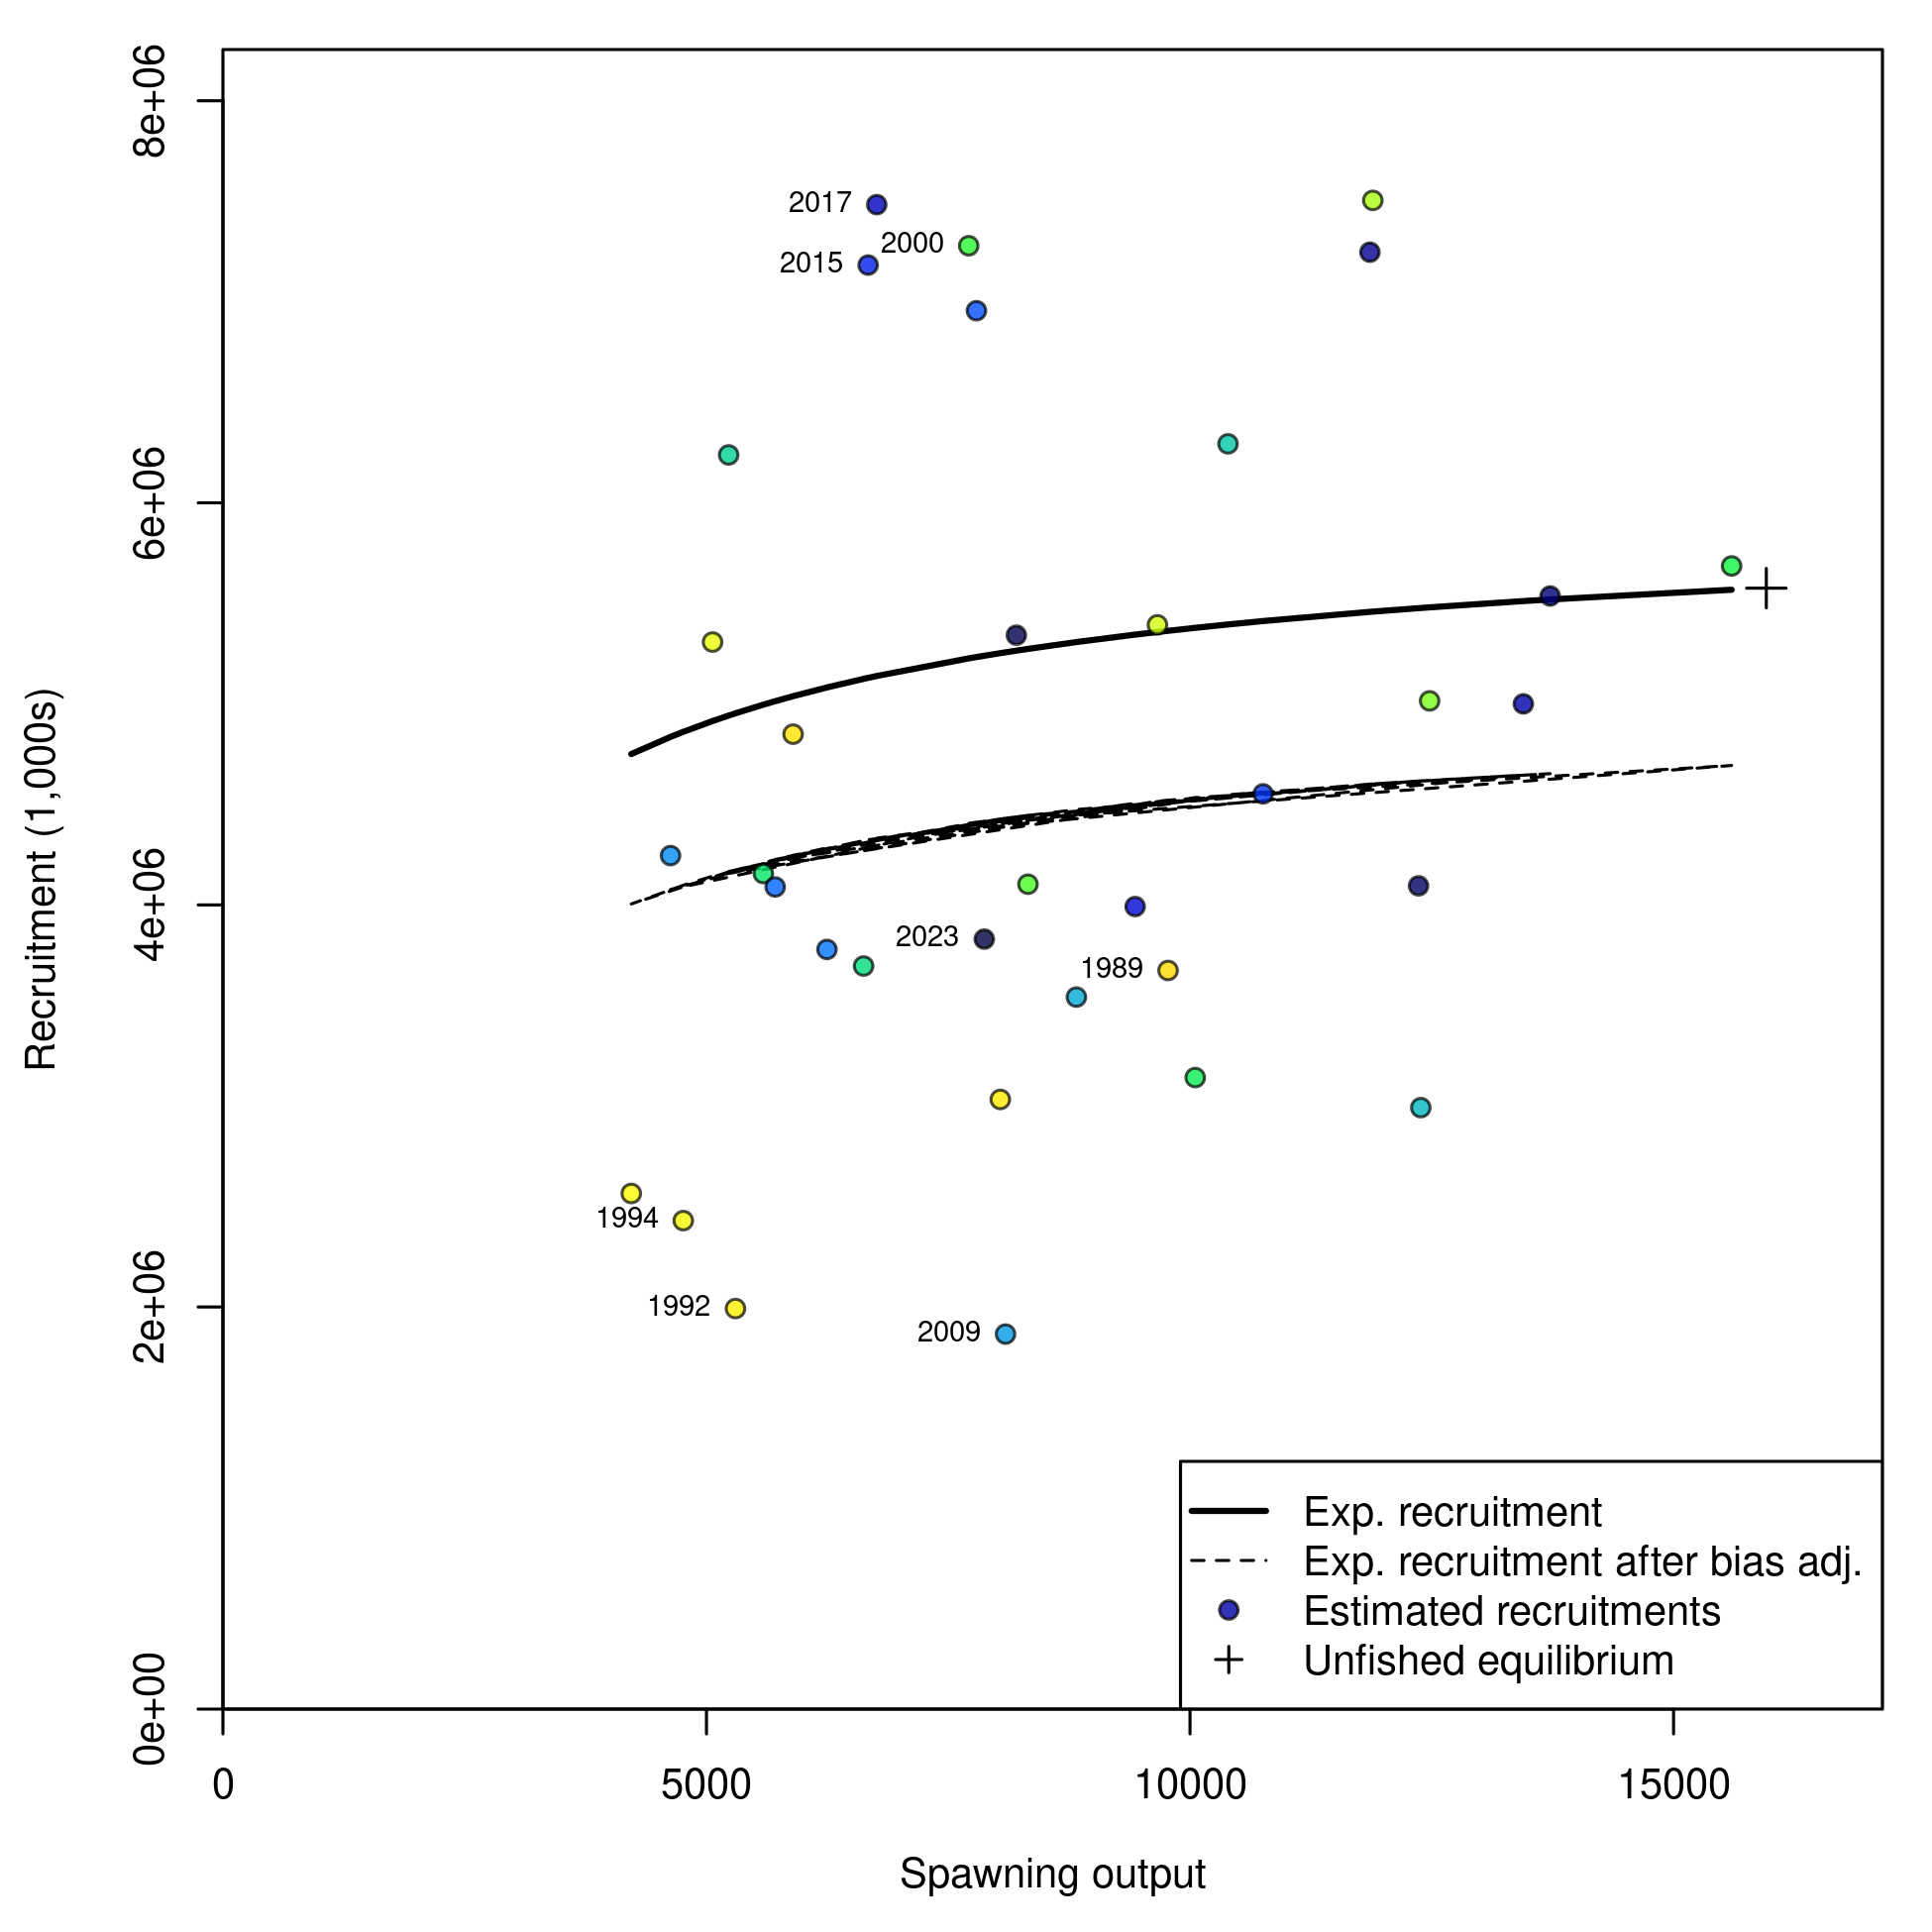 8e+06
6e+06
4e+06
2e+06
0e+00
Recruitment (1,000s)
2017
2000
2015
2023
1989
1994
1992
2009
Exp. recruitment
Exp. recruitment after bias adj.
Estimated recruitments
Unfished equilibrium
0 5000 10000 15000
Spawning output